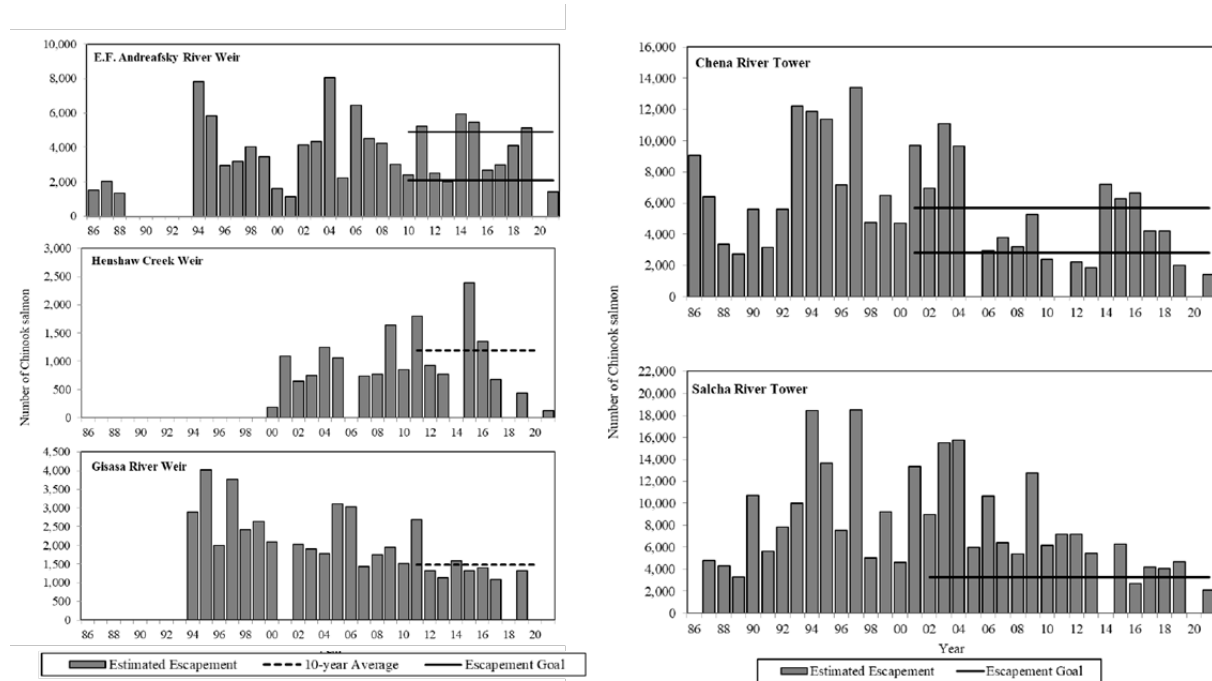 E.F. Andreafsky River Weir
10,000
8,000
6,000
4,000
2,000
0
86 88 90 92 94 96 98 00 02 04 06 08 10 12 14 16 18 20
Henshaw Creek Weir
3,000
2,500
2,000
1,500
1,000
500
0
86 88 90 92 94 96 98 00 02 04 06 08 10 12 14 16 18 20
Number of Chinook salmon
Gisasa River Weir
4,500
4,000
3,500
3,000
2,500
2,000
1,500
1,000
500
0
86 88 90 92 94 96 98 00 02 04 06 08 10 12 14 16 18 20
Estimated Escapement 10-year Average Escapement Goal
Chena River Tower
16,000
14,000
12,000
10,000
8,000
6,000
4,000
2,000
0
86 88 90 92 94 96 98 00 02 04 06 08 10 12 14 16 18 20
Number of Chinook salmon
Salcha River Tower
22,000
20,000
18,000
16,000
14,000
12,000
10,000
8,000
6,000
4,000
2,000
0
86 88 90 92 94 96 98 00 02 04 06 08 10 12 14 16 18 20
Year
Estimated Escapement Escapement Goal